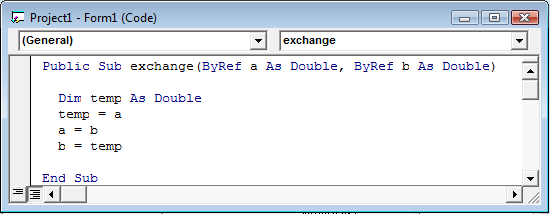 Project1 - Form1 (Code)
(General) exchange
Public Sub exchange(ByRef a As Double, ByRef b As Double)
Dim temp As Double
temp = a
a = b
b = temp
End Sub